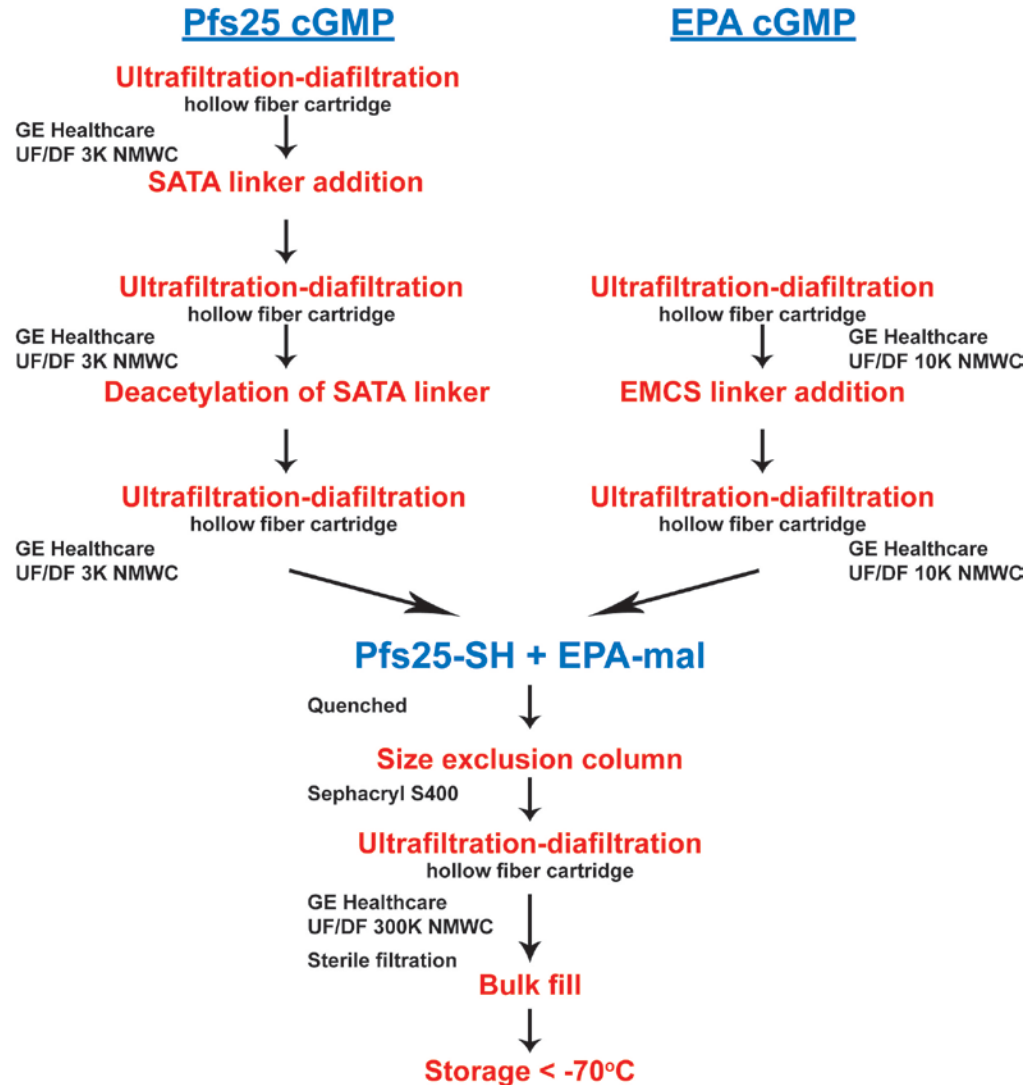 Pfs25 cGMP
EPA cGMP
Ultrafiltration-diafiltration
hollow fiber cartridge
GE Healthcare
UF/DF 3K NMWC
SATA linker addition
Ultrafiltration-diafiltration
hollow fiber cartridge
Ultrafiltration-diafiltration
hollow fiber cartridge
GE Healthcare
UF/DF 3K NMWC
GE Healthcare
UF/DF 10K NMWC
Deacetylation of SATA linker
EMCS linker addition
Ultrafiltration-diafiltration
hollow fiber cartridge
Ultrafiltration-diafiltration
hollow fiber cartridge
GE Healthcare
UF/DF 3K NMWC
GE Healthcare
UF/DF 10K NMWC
Pfs25-SH + EPA-mal
Quenched
Size exclusion column
Sephacryl S400
Ultrafiltration-diafiltration
hollow fiber cartridge
GE Healthcare
UF/DF 300K NMWC
Sterile filtration
Bulk fill
Storage < -70°C